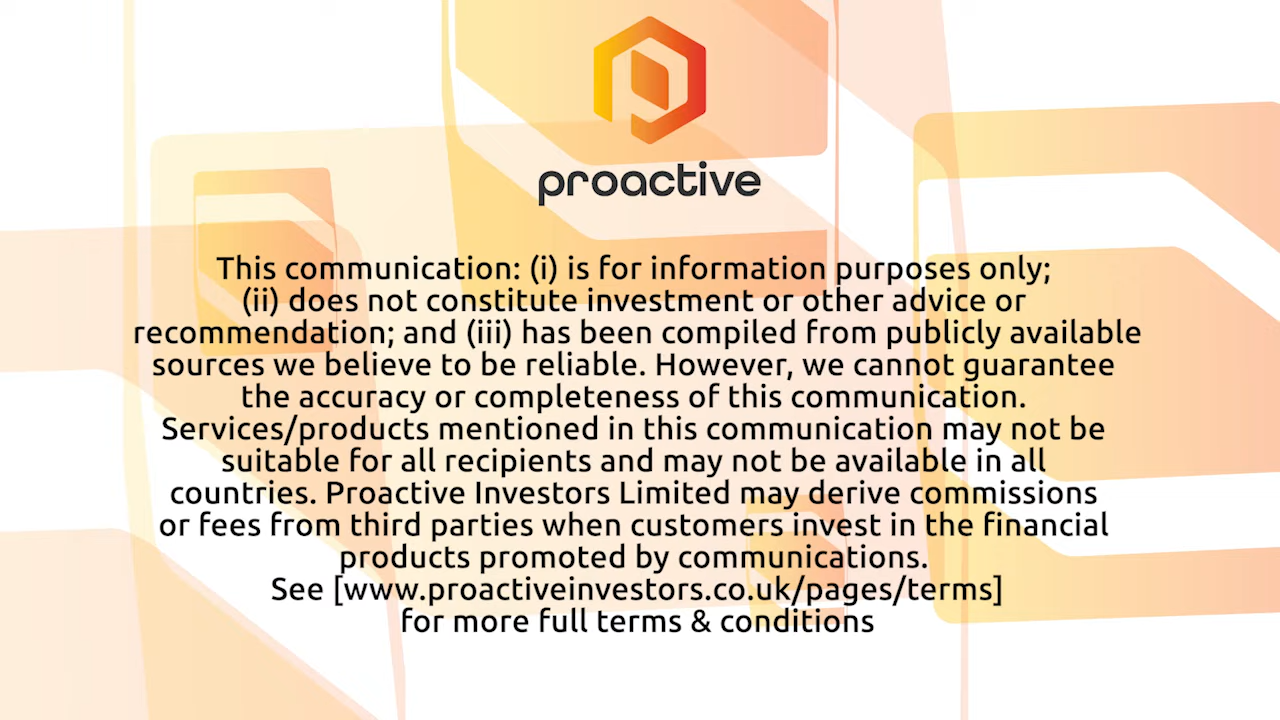 proactive
This communication: (i) is for information purposes only;
(ii) does not constitute investment or other advice or
recommendation; and (iii) has been compiled from publicly available
sources we believe to be reliable. However, we cannot guarantee
the accuracy or completeness of this communication.
Services/products mentioned in this communication may not be
suitable for all recipients and may not be available in all
countries. Proactive Investors Limited may derive commissions
or fees from third parties when customers invest in the financial
products promoted by communications.
See [www.proactiveinvestors.co.uk/pages/terms]
for more full terms & conditions